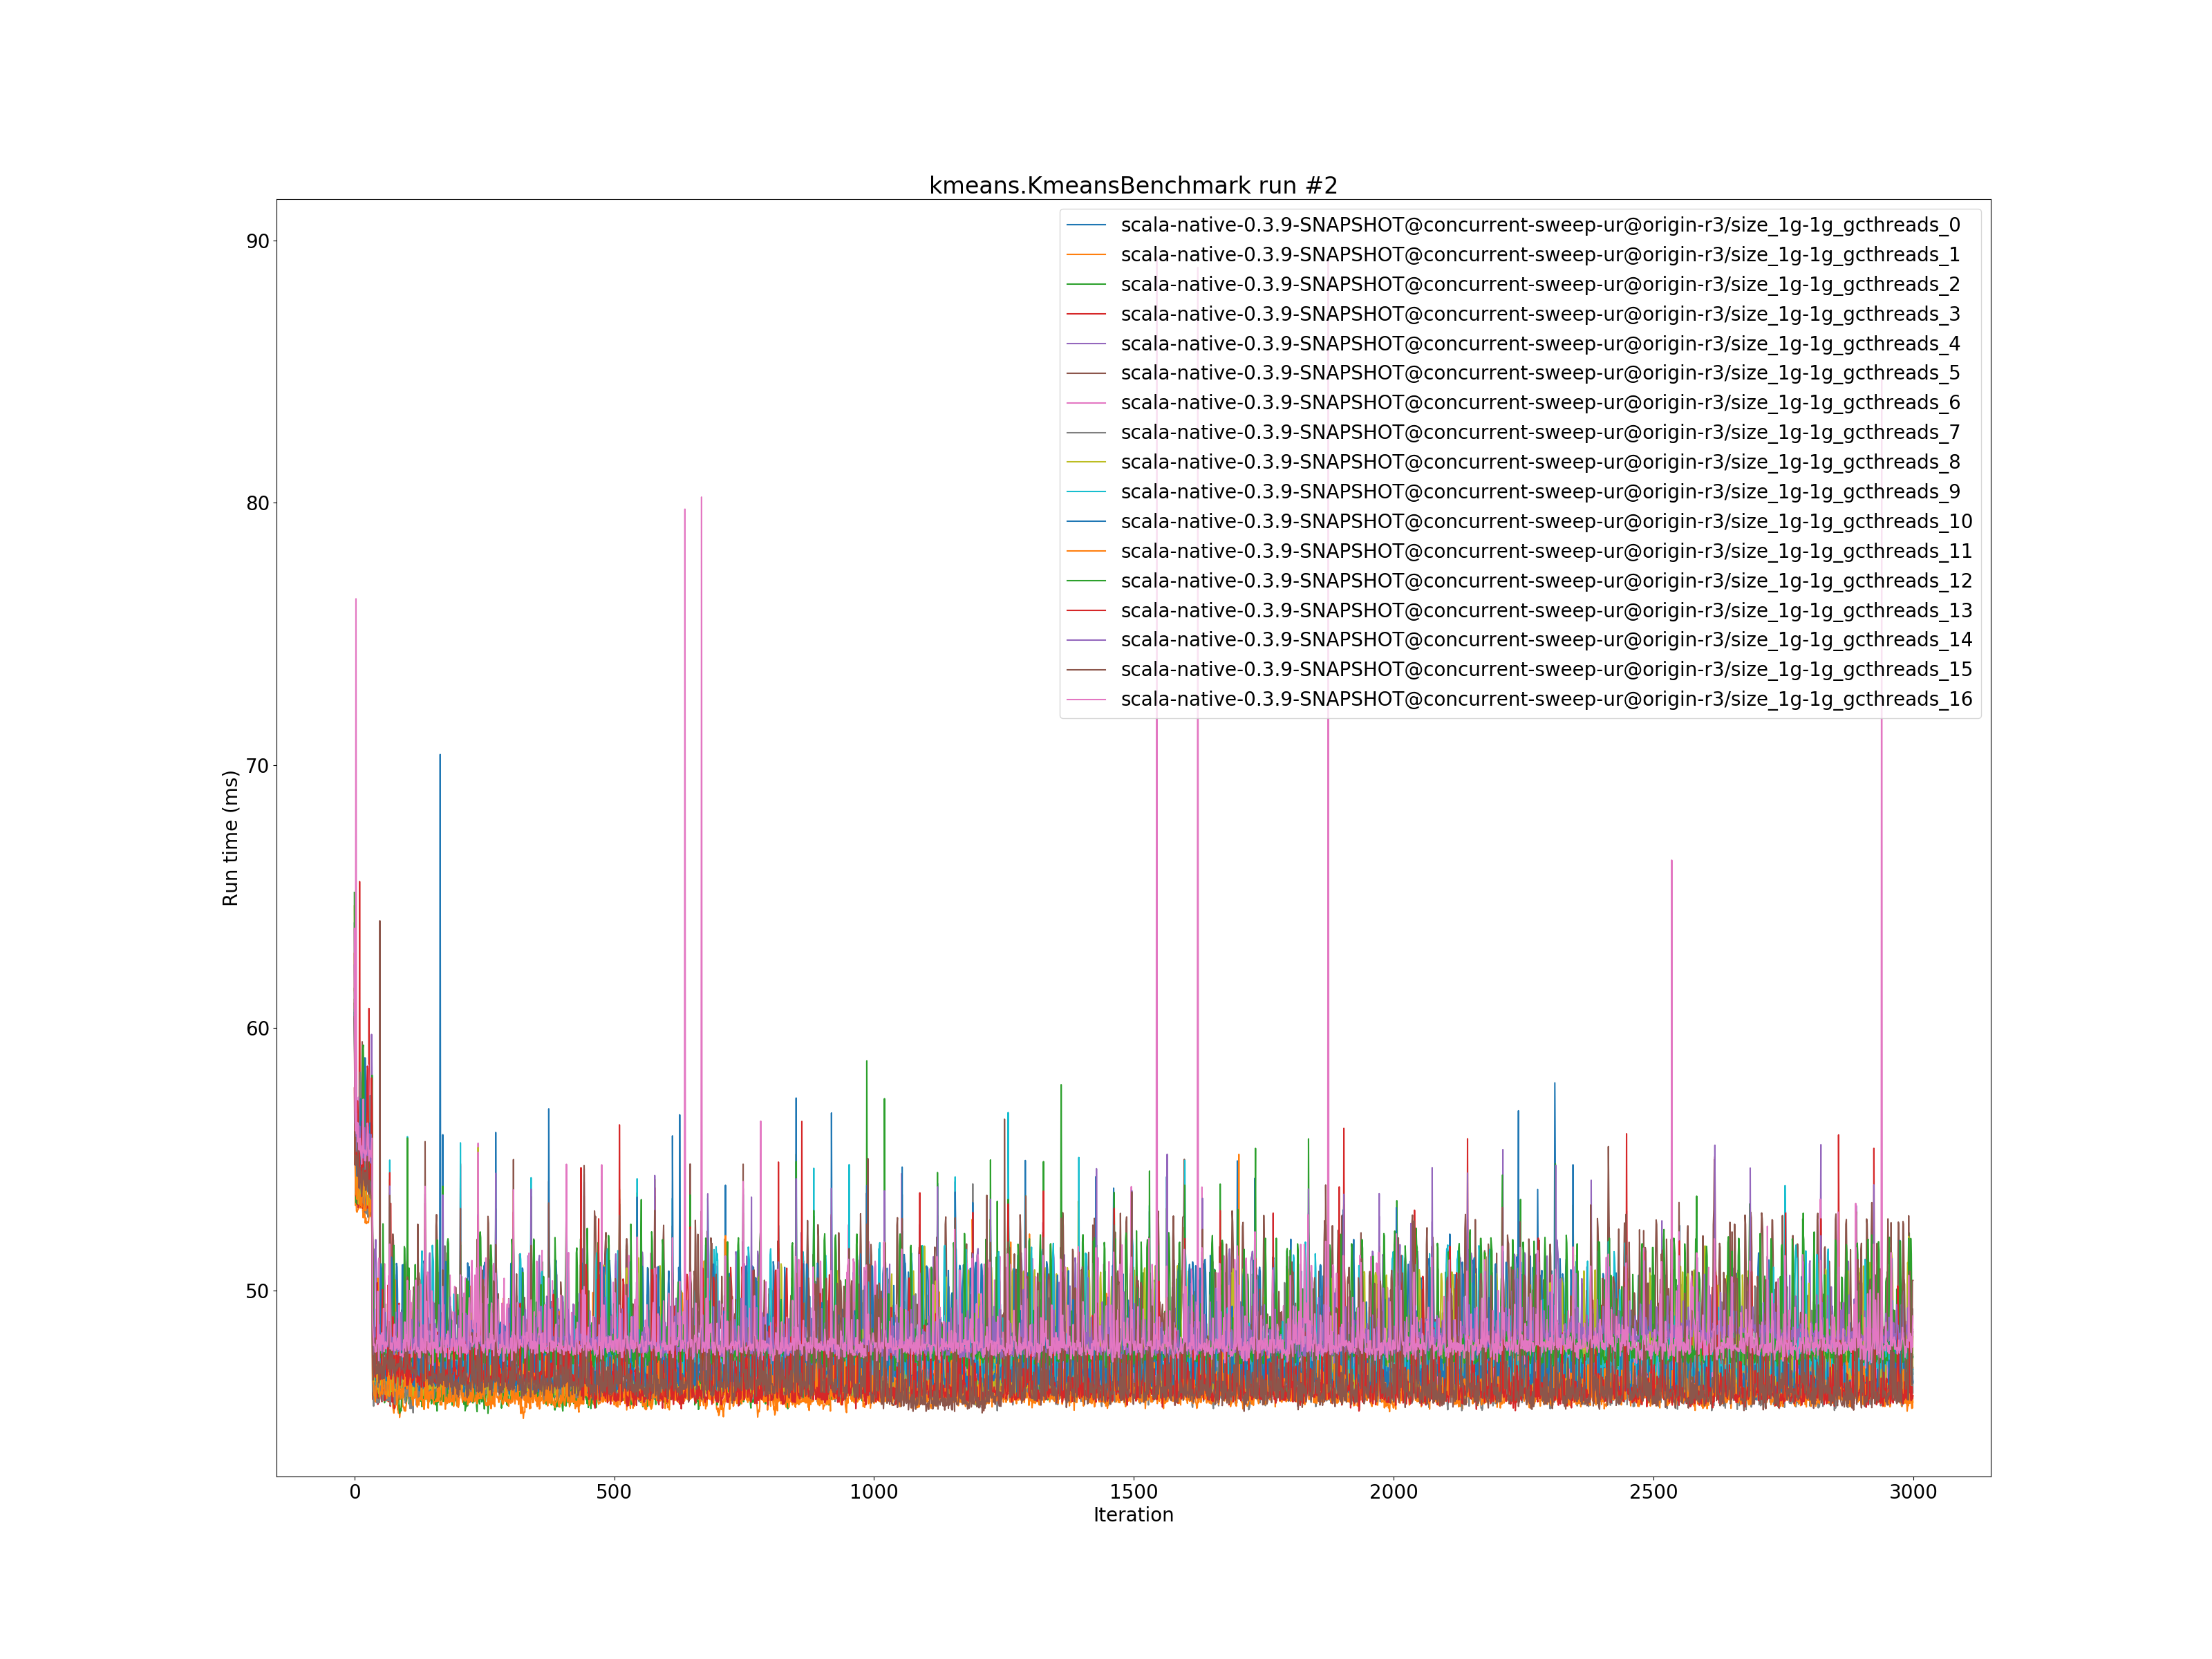 kmeans.KmeansBenchmark run #2
90
80
70
60
50
Run time (ms)
scala-native-0.3.9-SNAPSHOT@concurrent-sweep-ur@origin-r3/size_1g-1g_gcthreads_0
scala-native-0.3.9-SNAPSHOT@concurrent-sweep-ur@origin-r3/size_1g-1g_gcthreads_1
scala-native-0.3.9-SNAPSHOT@concurrent-sweep-ur@origin-r3/size_1g-1g_gcthreads_2
scala-native-0.3.9-SNAPSHOT@concurrent-sweep-ur@origin-r3/size_1g-1g_gcthreads_3
scala-native-0.3.9-SNAPSHOT@concurrent-sweep-ur@origin-r3/size_1g-1g_gcthreads_4
scala-native-0.3.9-SNAPSHOT@concurrent-sweep-ur@origin-r3/size_1g-1g_gcthreads_5
scala-native-0.3.9-SNAPSHOT@concurrent-sweep-ur@origin-r3/size_1g-1g_gcthreads_6
scala-native-0.3.9-SNAPSHOT@concurrent-sweep-ur@origin-r3/size_1g-1g_gcthreads_7
scala-native-0.3.9-SNAPSHOT@concurrent-sweep-ur@origin-r3/size_1g-1g_gcthreads_8
scala-native-0.3.9-SNAPSHOT@concurrent-sweep-ur@origin-r3/size_1g-1g_gcthreads_9
scala-native-0.3.9-SNAPSHOT@concurrent-sweep-ur@origin-r3/size_1g-1g_gcthreads_10
scala-native-0.3.9-SNAPSHOT@concurrent-sweep-ur@origin-r3/size_1g-1g_gcthreads_11
scala-native-0.3.9-SNAPSHOT@concurrent-sweep-ur@origin-r3/size_1g-1g_gcthreads_12
scala-native-0.3.9-SNAPSHOT@concurrent-sweep-ur@origin-r3/size_1g-1g_gcthreads_13
scala-native-0.3.9-SNAPSHOT@concurrent-sweep-ur@origin-r3/size_1g-1g_gcthreads_14
scala-native-0.3.9-SNAPSHOT@concurrent-sweep-ur@origin-r3/size_1g-1g_gcthreads_15
scala-native-0.3.9-SNAPSHOT@concurrent-sweep-ur@origin-r3/size_1g-1g_gcthreads_16
0 500 1000 1500 2000 2500 3000
Iteration